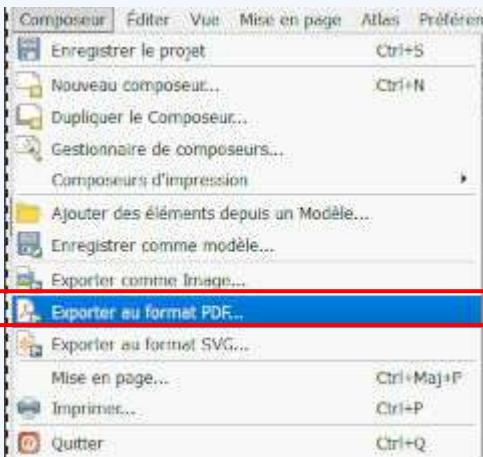 Composeur Éditer Vue Mise en page Atlas Préféren
Enregistrer le projet Ctrl+S
Nouveau composeur... Ctrl+N
Dupliquer le Composeur...
Gestionnaire de composeurs...
Composeurs d'impression
Ajouter des éléments depuis un Modèle...
Enregistrer comme modèle...
Exporter comme Image...
Exporter au format PDF...
Exporter au format SVG...
Mise en page... Ctrl+Maj+P
Imprimer... Ctrl+P
Quitter Ctrl+Q